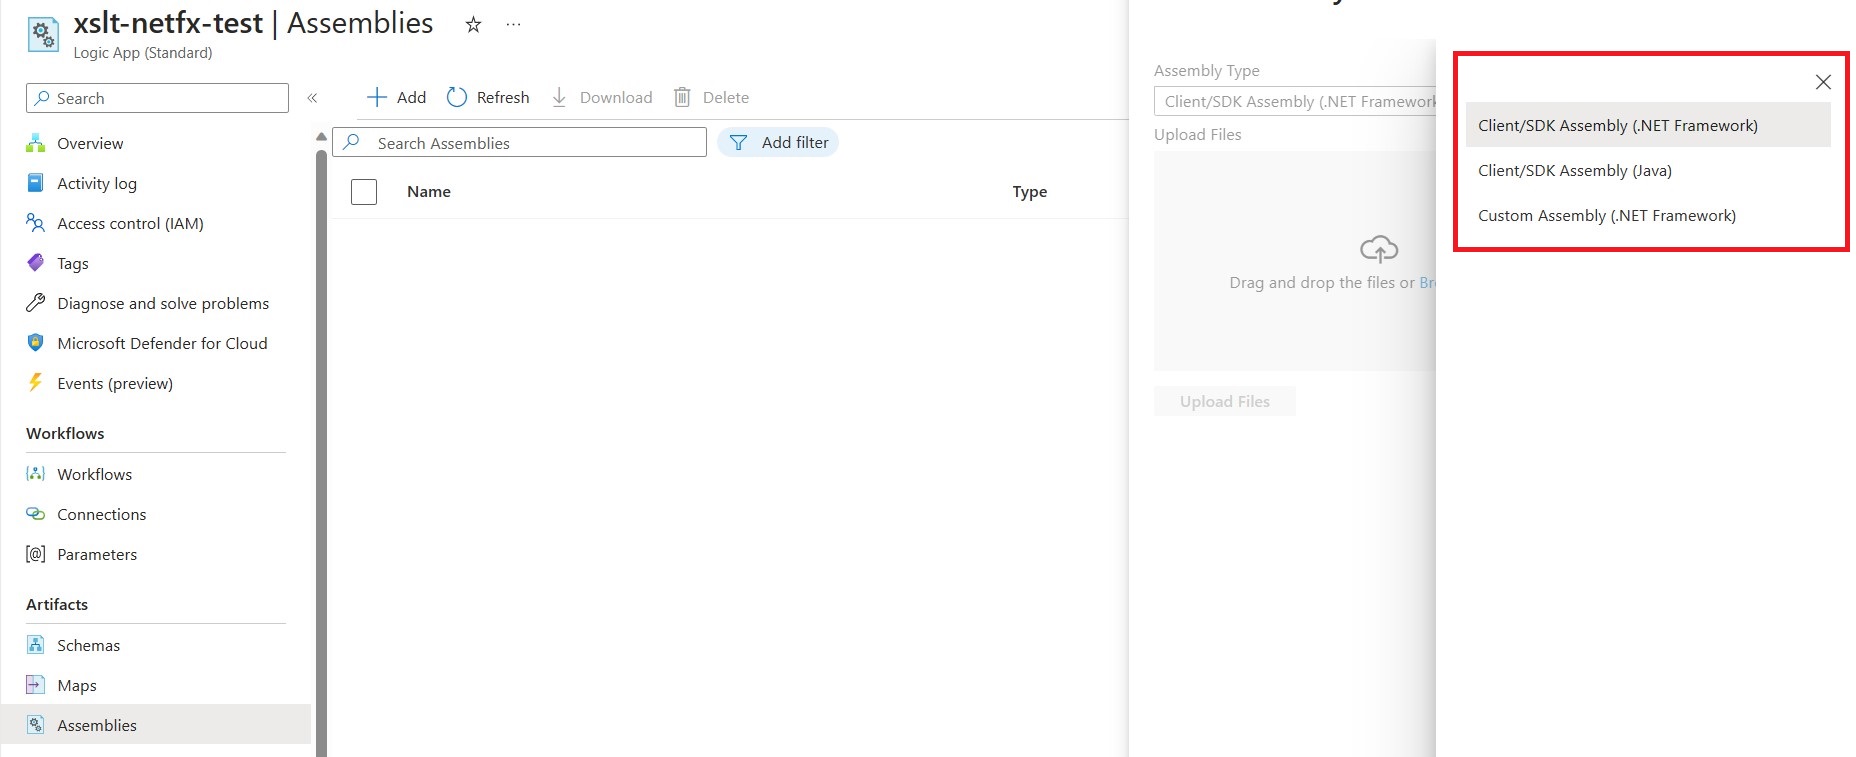 xslt-netfx-test | Assemblies
Logic App (Standard)
Search
Overview
Activity log
Access control (IAM)
Tags
Diagnose and solve problems
Microsoft Defender for Cloud
Events (preview)
Workflows
Workflows
Connections
Parameters
Artifacts
Schemas
Maps
Assemblies
Add
Refresh
Download
Delete
Search Assemblies
Add filter
Name
Type
Assembly Type
Client/SDK Assembly (.NET Framework
Upload Files
Drag and drop the files or
Upload Files
Client/SDK Assembly (.NET Framework)
Client/SDK Assembly (Java)
Custom Assembly (.NET Framework)